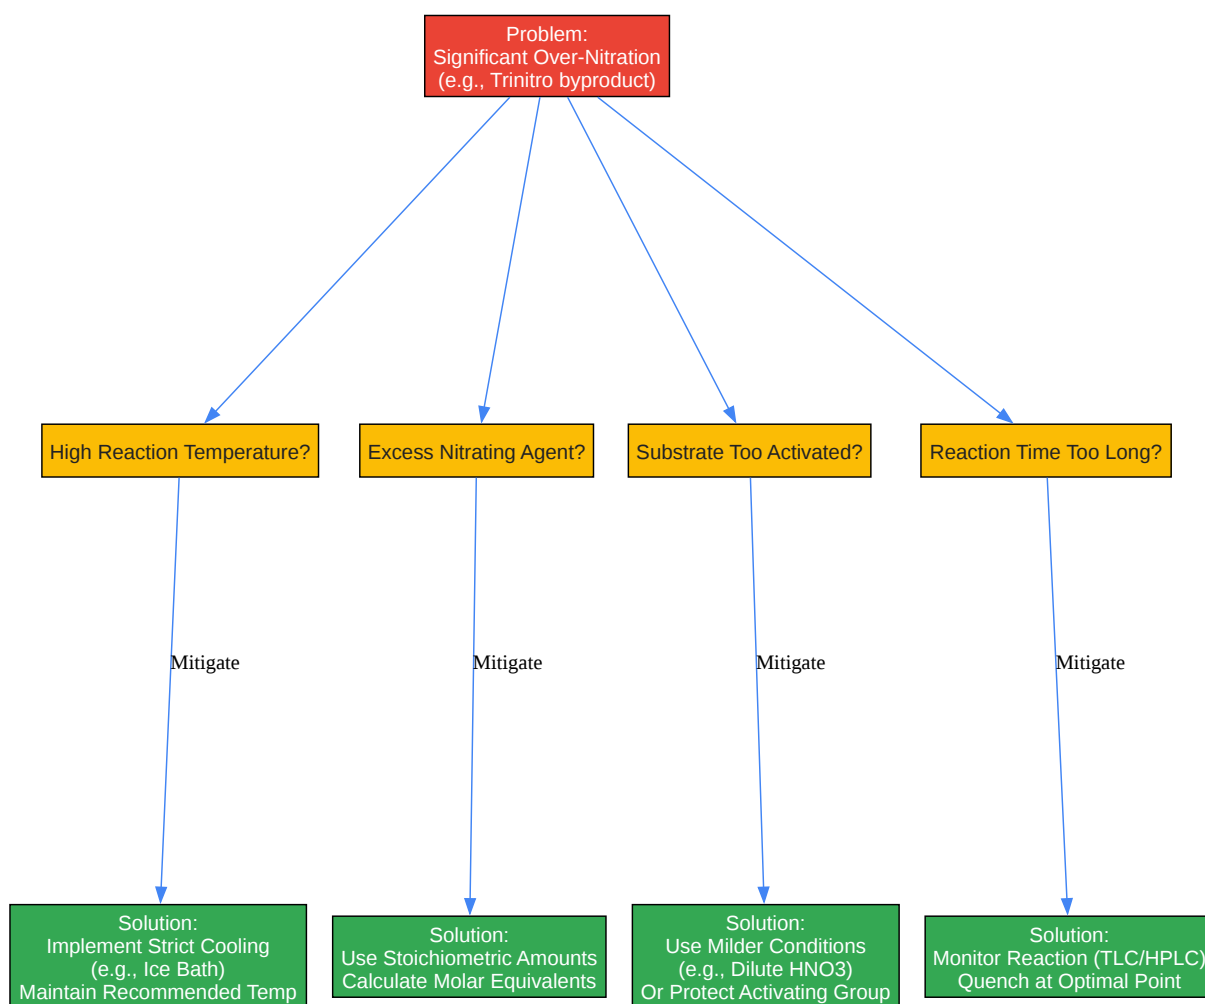 Problem:
Significant Over-Nitration
(e.g., Trinitro byproduct)
High Reaction Temperature?
Excess Nitrating Agent?
Substrate Too Activated?
Reaction Time Too Long?
Mitigate
Mitigate
Mitigate
Mitigate
Solution:
Implement Strict Cooling
(e.g., Ice Bath)
Maintain Recommended Temp
Solution:
Use Stoichiometric Amounts
Calculate Molar Equivalents
Solution:
Use Milder Conditions
(e.g., Dilute HNO3)
Or Protect Activating Group
Solution:
Monitor Reaction (TLC/HPLC)
Quench at Optimal Point